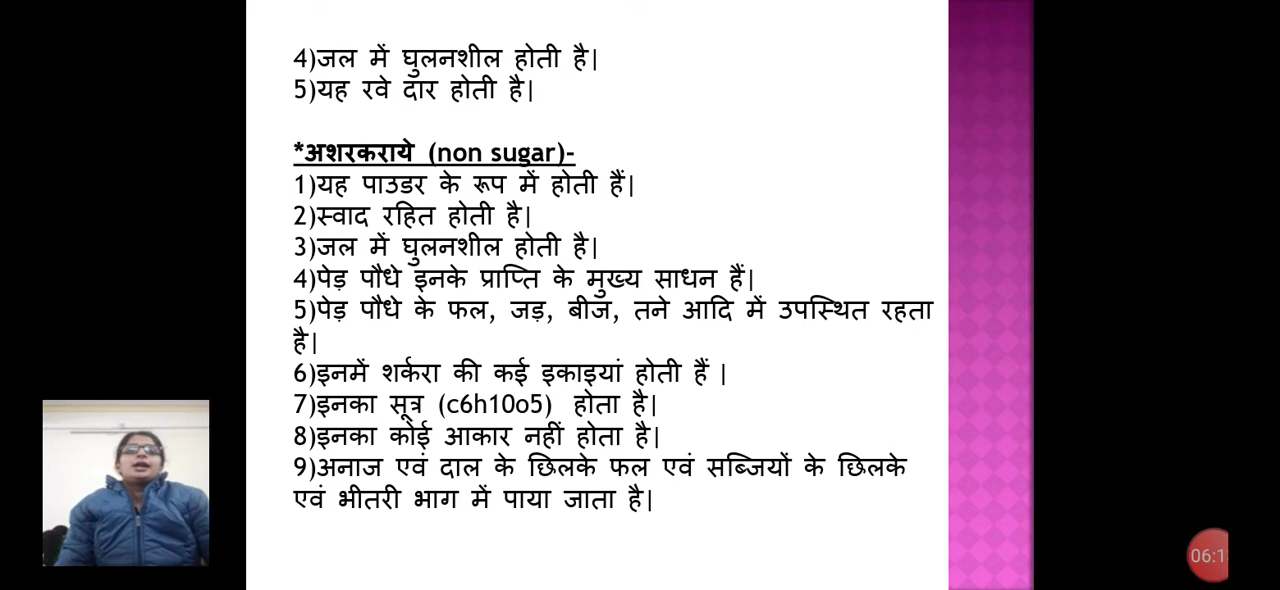 4)जल में घुलनशील होती है|
5)यह रवे दार होती है|
*अशरकराये (non sugar)-
1)यह पाउडर के रूप में होती हैं|
2)स्वाद रहित होती है|
3)जल में घुलनशील होती है|
4)पेड़ पौधे इनके प्राप्ति के मुख्य साधन हैं|
5)पेड़ पौधे के फल, जड़, बीज, तने आदि में उपस्थित रहता
है|
6)इनमें शर्करा की कई इकाइयां होती हैं |
7)इनका सूत्र (c6h10o5) होता है|
8)इनका कोई आकार नहीं होता है|
9)अनाज एवं दाल के छिलके फल एवं सब्जियों के छिलके
एवं भीतरी भाग में पाया जाता है|
06:1